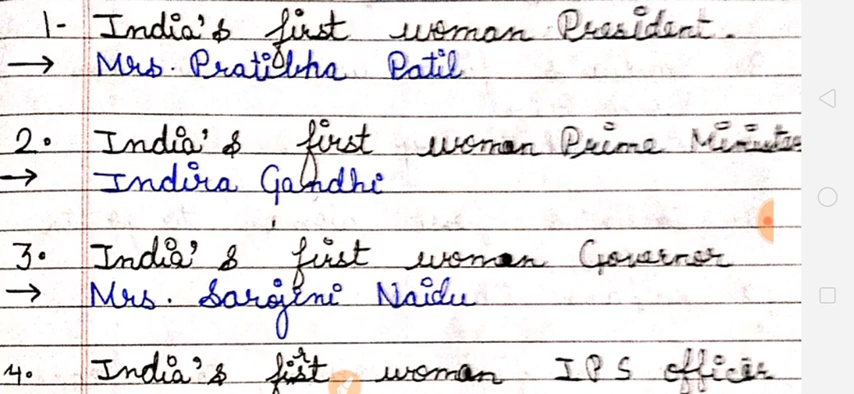 1- India's first woman President.
→ Mrs. Pratibha Patil
2. India's first woman Prime Minister
→ Indira Gandhi
3. India's first woman Governor
→ Mrs. Sarojini Naidu
4. India's first woman IPS officer